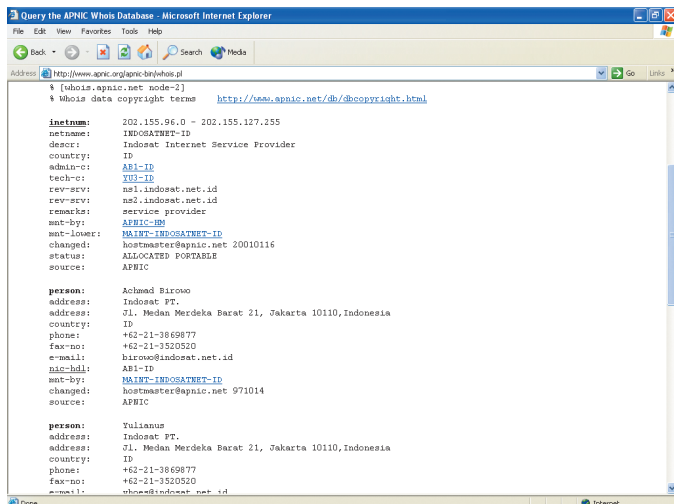 Query the APNIC Whois Database - Microsoft Internet Explorer
File Edit View Favorites Tools Help
Back Search Media
Address http://www.apnic.org/apnic-bin/whois.pl Go Links
% [whois.apnic.net node-2]
% Whois data copyright terms http://www.apnic.net/db/dbcopyright.html
inetnum: 202.155.96.0 - 202.155.127.255
netname: INDOSATNET-ID
descr: Indosat Internet Service Provider
country: ID
admin-c: AB1-ID
tech-c: YU3-ID
rev-srv: ns1.indosat.net.id
rev-srv: ns2.indosat.net.id
remarks: service provider
mnt-by: APNIC-HM
mnt-lower: MAINT-INDOSATNET-ID
changed: hostmaster@apnic.net 20010116
status: ALLOCATED PORTABLE
source: APNIC
person: Achmad Birowo
address: Indosat PT.
address: Jl. Medan Merdeka Barat 21, Jakarta 10110,Indonesia
country: ID
phone: +62-21-3869877
fax-no: +62-21-3520520
e-mail: birowo@indosat.net.id
nic-hdl: AB1-ID
mnt-by: MAINT-INDOSATNET-ID
changed: hostmaster@apnic.net 971014
source: APNIC
person: Yulianus
address: Indosat PT.
address: Jl. Medan Merdeka Barat 21, Jakarta 10110,Indonesia
country: ID
phone: +62-21-3869877
fax-no: +62-21-3520520
e-mail:
Done Internet